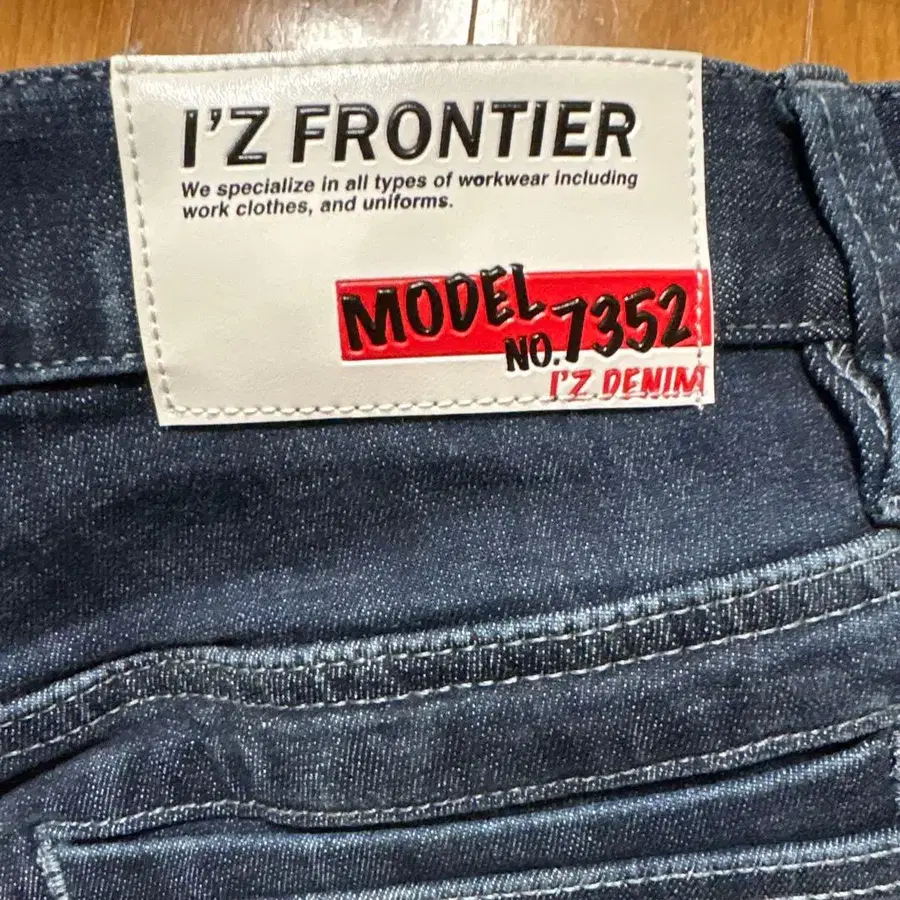 I'Z FRONTIER
We specialize in all types of workwear including
work clothes, and uniforms.
MODEL
NO.7352
I'Z DENIM